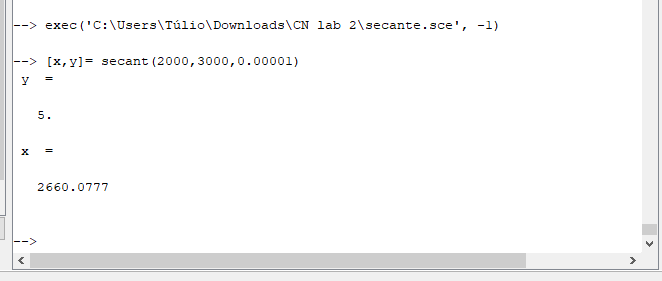 --> exec('C:\Users\Túlio\Downloads\CN lab 2\secante.sce', -1)
--> [x,y]= secant(2000,3000,0.00001)
y  =
5.
x  =
2660.0777
-->